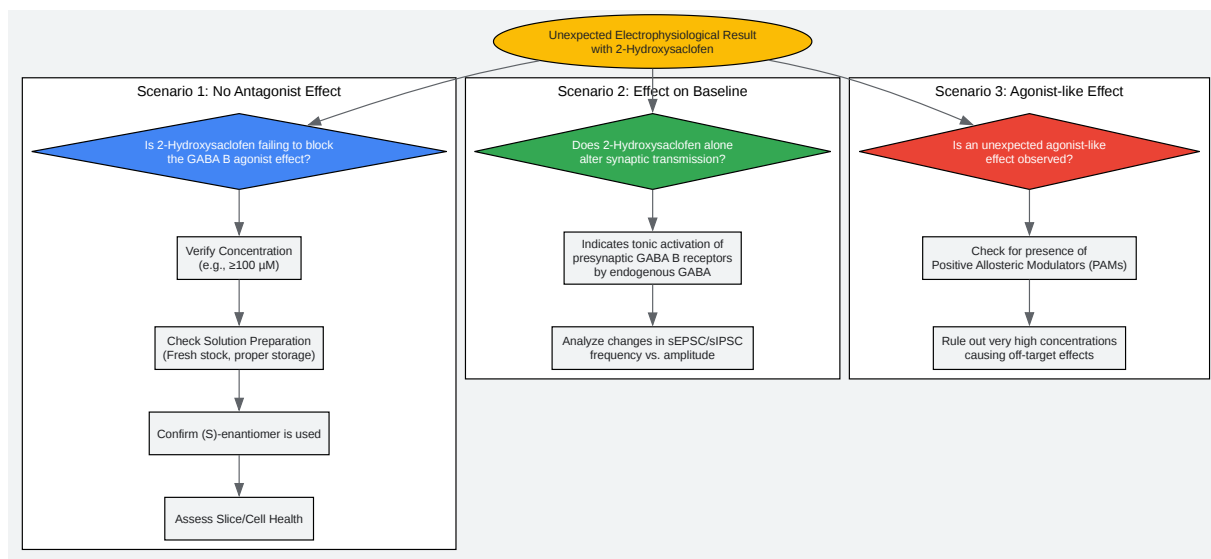 Unexpected Electrophysiological Result
with 2-Hydroxysaclofen
Scenario 1: No Antagonist Effect
Is 2-Hydroxysaclofen failing to block
the GABA B agonist effect?
Verify Concentration
(e.g., ≥100 µM)
Check Solution Preparation
(Fresh stock, proper storage)
Confirm (S)-enantiomer is used
Assess Slice/Cell Health
Scenario 2: Effect on Baseline
Does 2-Hydroxysaclofen alone
alter synaptic transmission?
Indicates tonic activation of
presynaptic GABA B receptors
by endogenous GABA
Analyze changes in sEPSC/sIPSC
frequency vs. amplitude
Scenario 3: Agonist-like Effect
Is an unexpected agonist-like
effect observed?
Check for presence of
Positive Allosteric Modulators (PAMs)
Rule out very high concentrations
causing off-target effects